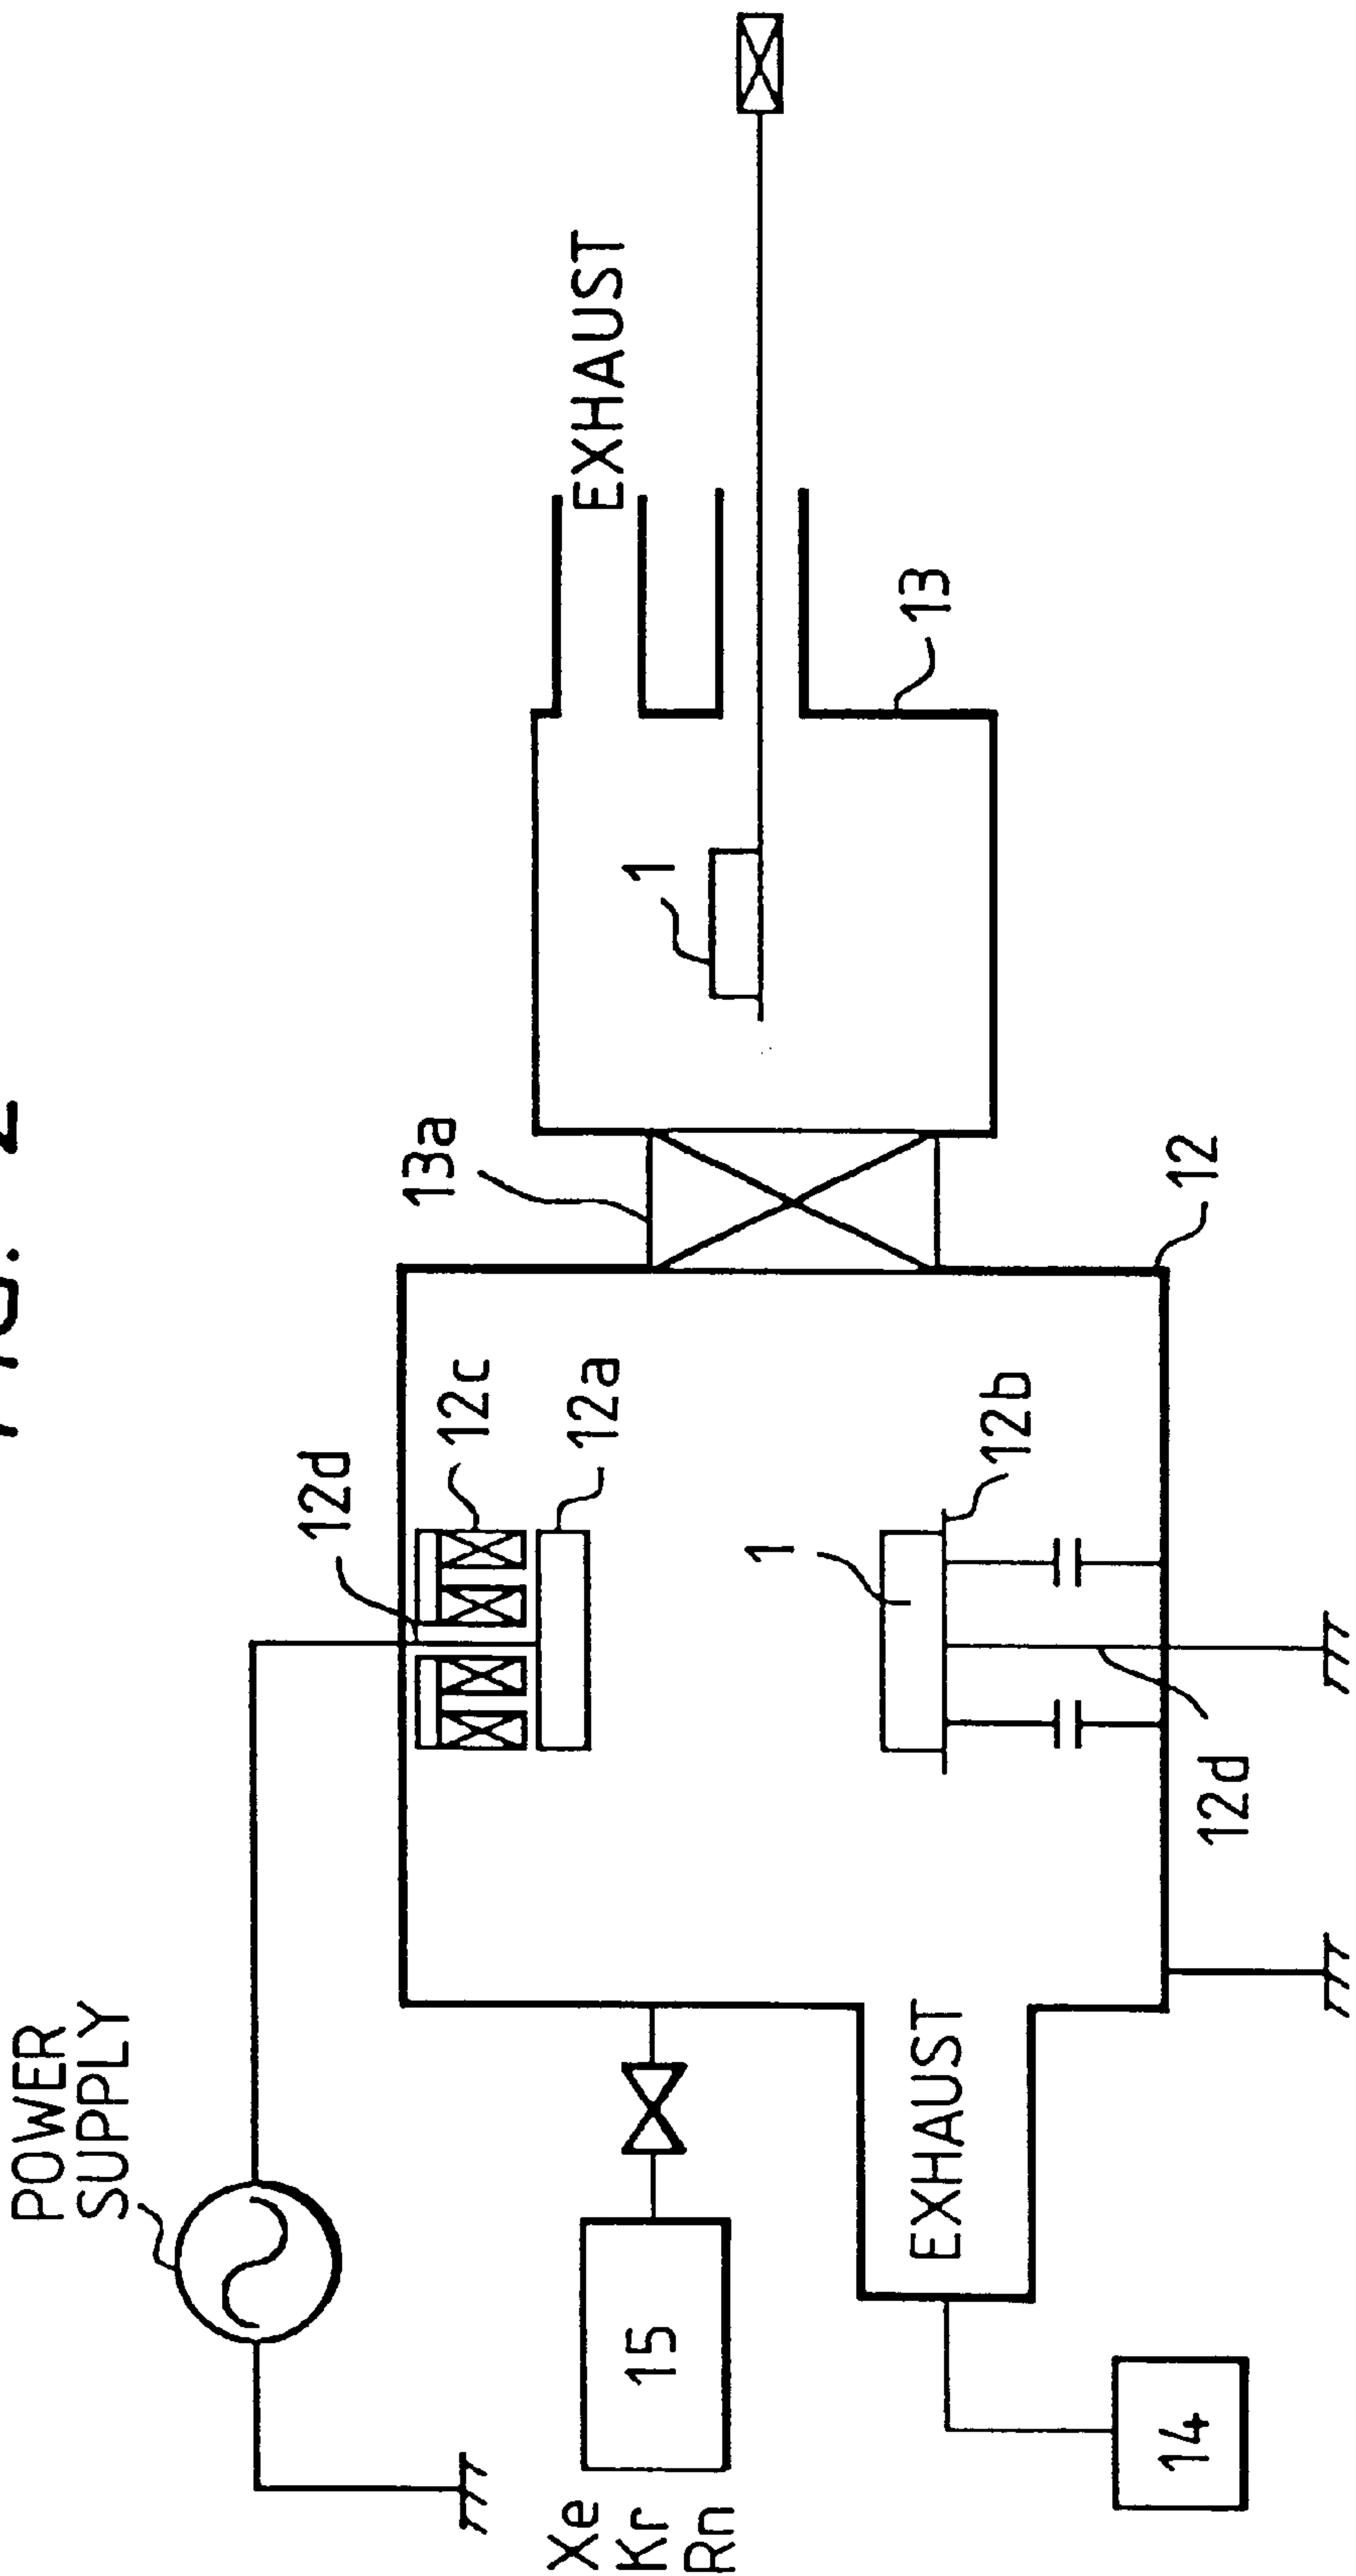 FIG. 2
POWER
SUPPLY
EXHAUST
12d
12c
12a
13a
1
13
1
12b
12
12d
Xe
Kr
Rn
15
EXHAUST
14